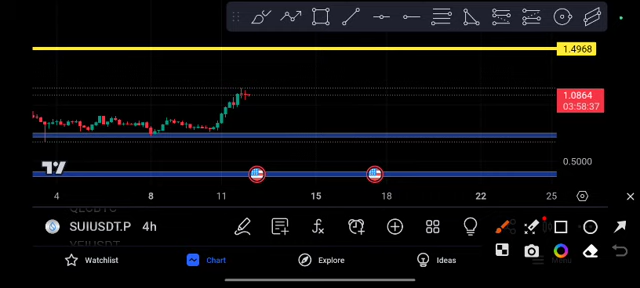 1.4968
1.0864
03:58:37
0.5000
4 8 11 15 18 22 25
SUIUSDT.P 4h
Watchlist Chart Explore Ideas